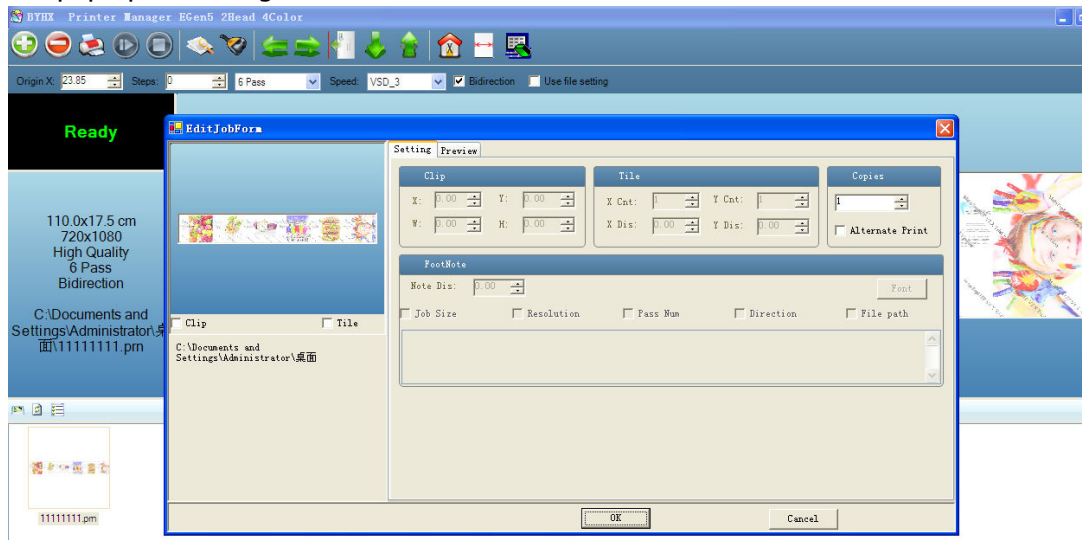 BYHX Printer Manager EGen5 2Head 4Color
Origin X: 23.85 Steps: 0 6 Pass Speed: VSD_3 Bidirection Use file setting
Ready
110.0x17.5 cm
720x1080
High Quality
6 Pass
Bidirection
C:\Documents and
Settings\Administrator\桌
面\11111111.prn
11111111.prn
EditJobForm
Clip Tile
C:\Documents and
Settings\Administrator\桌面
Setting Preview
Clip
X: 0.00 Y: 0.00
W: 0.00 H: 0.00
Tile
X Cnt: 1 Y Cnt: 1
X Dis: 0.00 Y Dis: 0.00
Copies
1
Alternate Print
FootNote
Note Dis: 0.00 Font
Job Size Resolution Pass Num Direction File path
OK Cancel